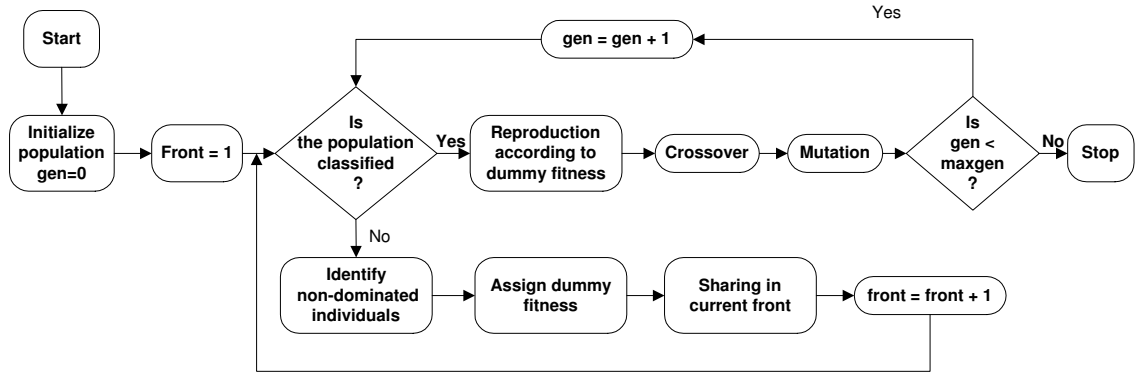 Start
Initialize
population
gen=0
Front = 1
Is
the population
classified
?
Yes
Reproduction
according to
dummy fitness
Crossover
Mutation
Is
gen <
maxgen
?
No
Stop
Yes
gen = gen + 1
No
Identify
non-dominated
individuals
Assign dummy
fitness
Sharing in
current front
front = front + 1